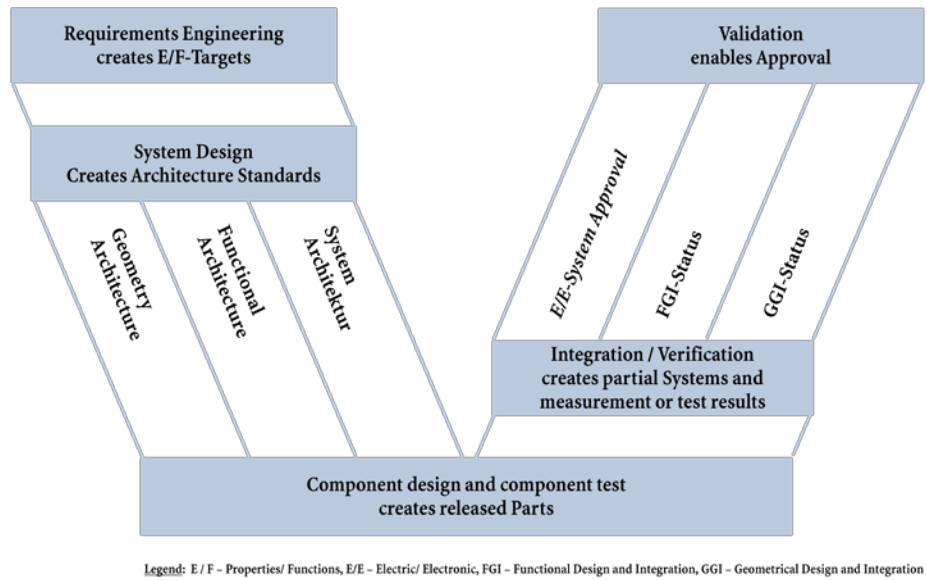 Requirements Engineering
creates E/F-Targets
Validation
enables Approval
System Design
Creates Architecture Standards
Geometry
Architecture
Functional
Architecture
System
Architektur
E/E-System Approval
FGI-Status
GGI-Status
Integration / Verification
creates partial Systems and
measurement or test results
Component design and component test
creates released Parts
Legend: E / F – Properties/ Functions, E/E – Electric/ Electronic, FGI – Functional Design and Integration, GGI – Geometrical Design and Integration